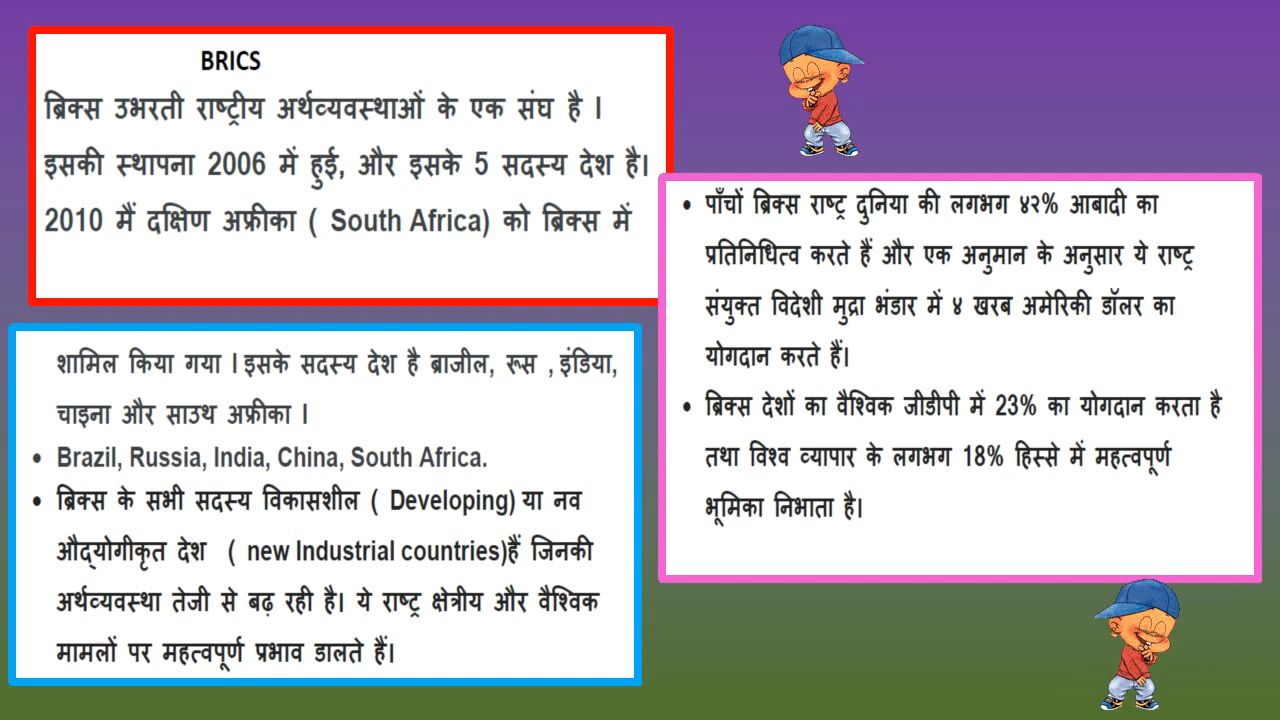 BRICS
ब्रिक्स उभरती राष्ट्रीय अर्थव्यवस्थाओं के एक संघ है ।
इसकी स्थापना 2006 में हुई, और इसके 5 सदस्य देश है।
2010 मैं दक्षिण अफ्रीका ( South Africa) को ब्रिक्स में
शामिल किया गया । इसके सदस्य देश है ब्राजील, रूस , इंडिया,
चाइना और साउथ अफ्रीका ।
• Brazil, Russia, India, China, South Africa.
• ब्रिक्स के सभी सदस्य विकासशील ( Developing) या नव
औद्योगीकृत देश ( new Industrial countries)हैं जिनकी
अर्थव्यवस्था तेजी से बढ़ रही है। ये राष्ट्र क्षेत्रीय और वैश्विक
मामलों पर महत्वपूर्ण प्रभाव डालते हैं।
• पाँचों ब्रिक्स राष्ट्र दुनिया की लगभग ४२% आबादी का
प्रतिनिधित्व करते हैं और एक अनुमान के अनुसार ये राष्ट्र
संयुक्त विदेशी मुद्रा भंडार में ४ खरब अमेरिकी डॉलर का
योगदान करते हैं।
• ब्रिक्स देशों का वैश्विक जीडीपी में 23% का योगदान करता है
तथा विश्व व्यापार के लगभग 18% हिस्से में महत्वपूर्ण
भूमिका निभाता है।